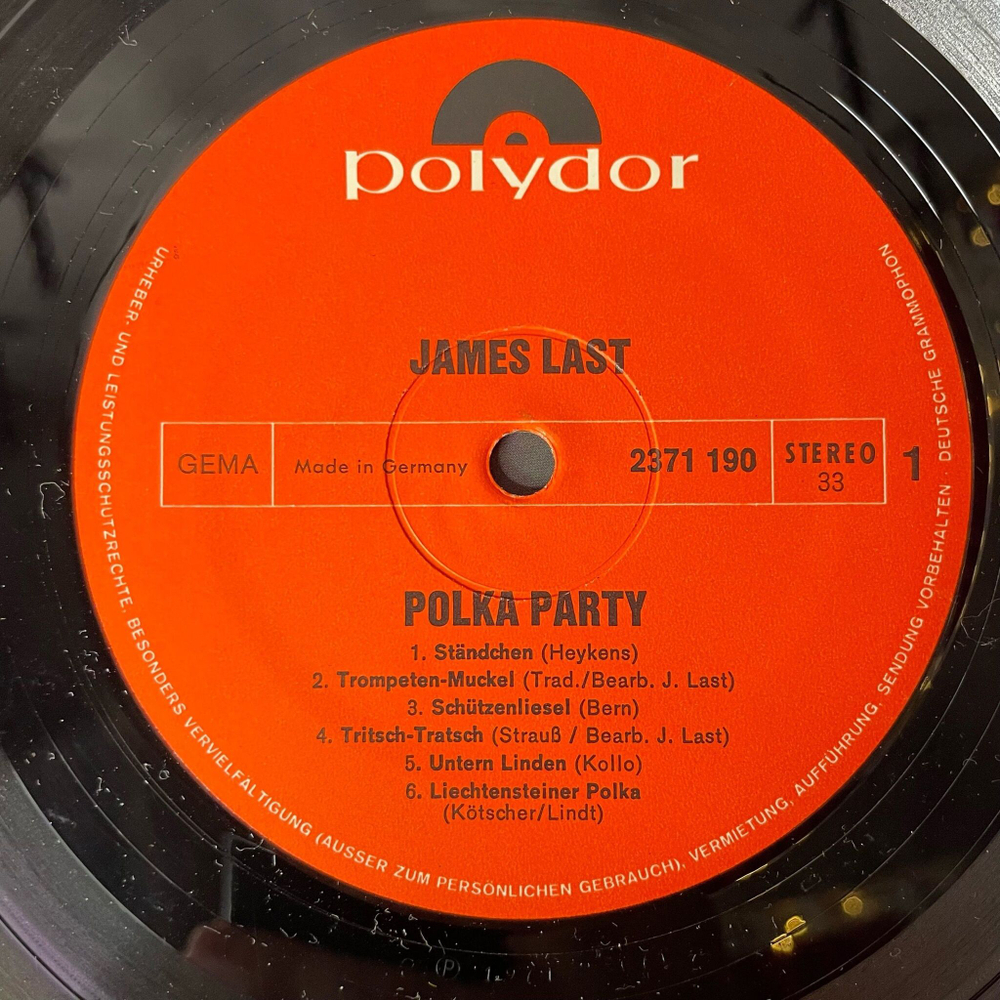 polydor
JAMES LAST
GEMA
Made in Germany
2371 190
STEREO
33
1
POLKA PARTY
1. Ständchen (Heykens)
2. Trompeten-Muckel (Trad./Bearb. J. Last)
3. Schützenliesel (Bern)
4. Tritsch-Tratsch (Strauß / Bearb. J. Last)
5. Untern Linden (Kollo)
6. Liechtensteiner Polka
(Kötscher/Lindt)
URHEBER- UND LEISTUNGSSCHUTZRECHTE, BESONDERS VERVIELFÄLTIGUNG (AUSSER ZUM PERSÖNLICHEN GEBRAUCH), VERMIETUNG, AUFFÜHRUNG, SENDUNG VORBEHALTEN · DEUTSCHE GRAMMOPHON
(P)